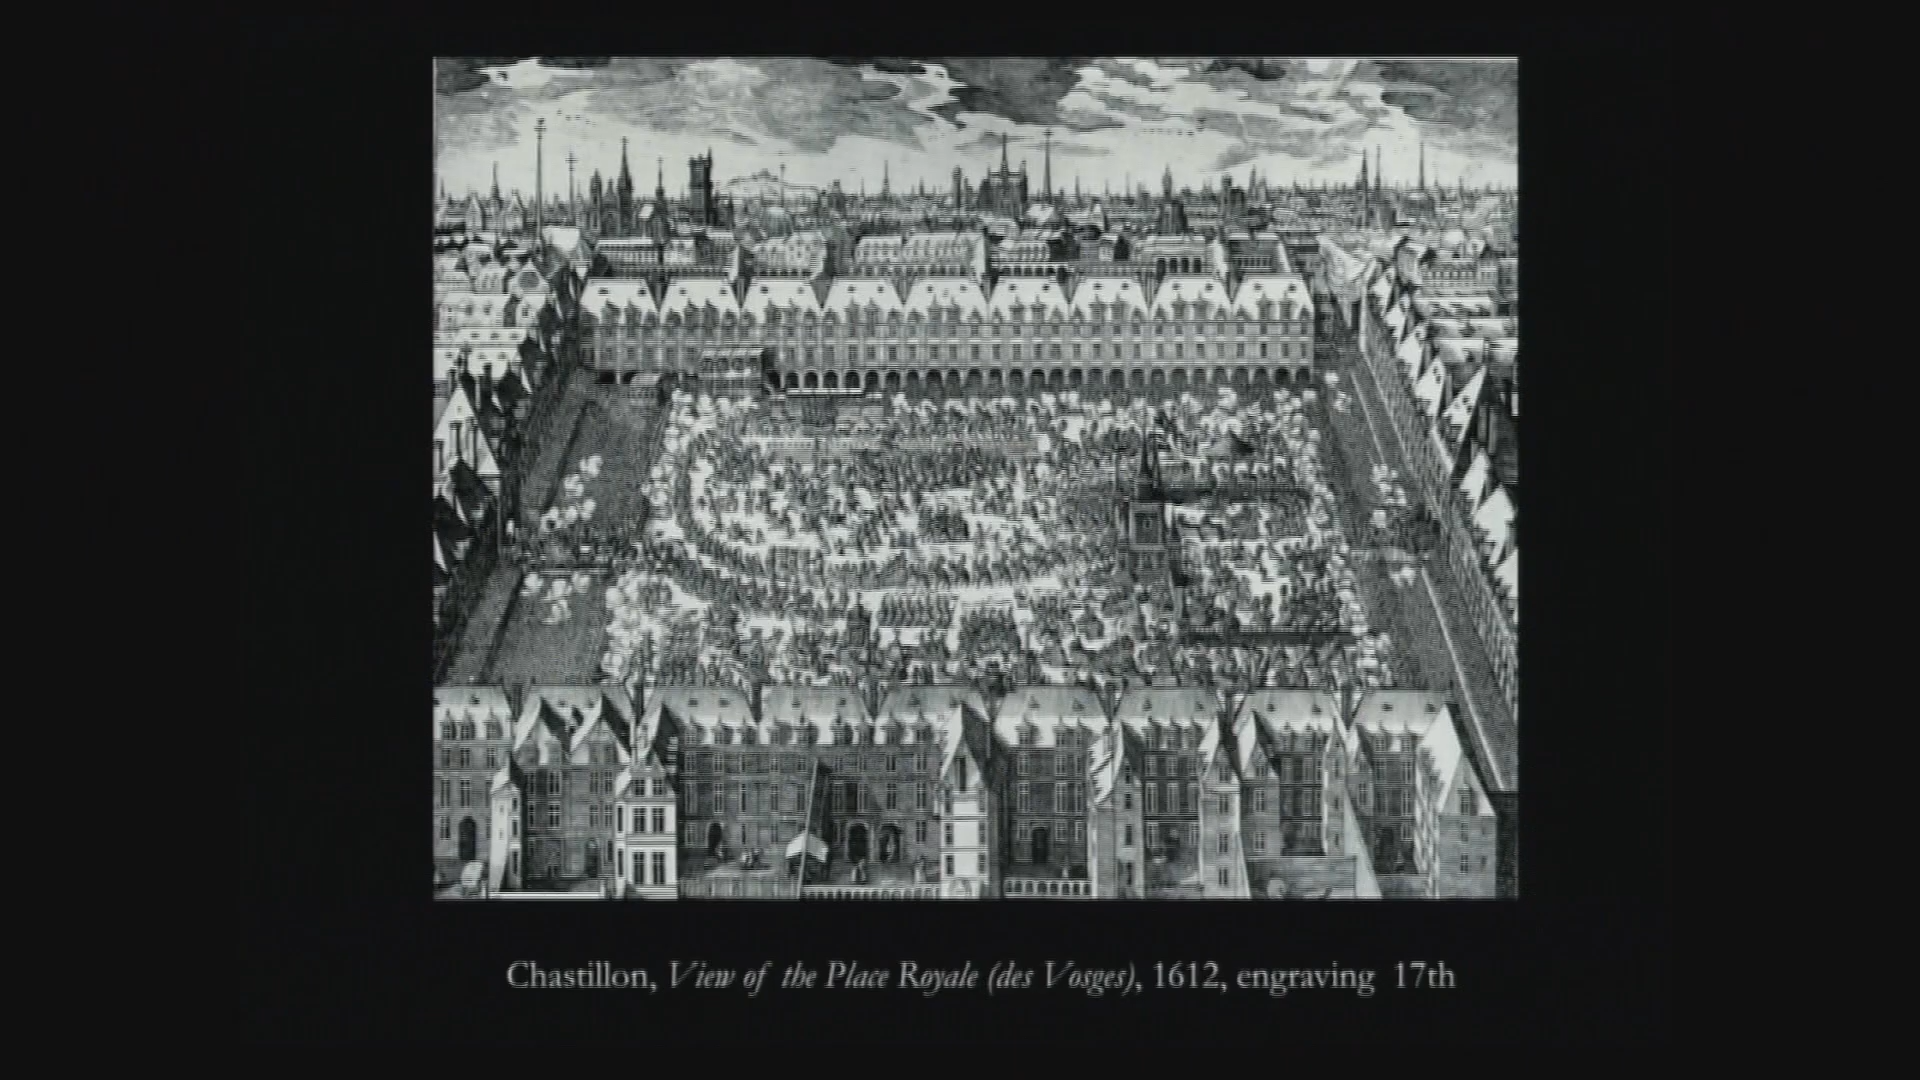 Chastillon, View of the Place Royale (des Vosges), 1612, engraving 17th